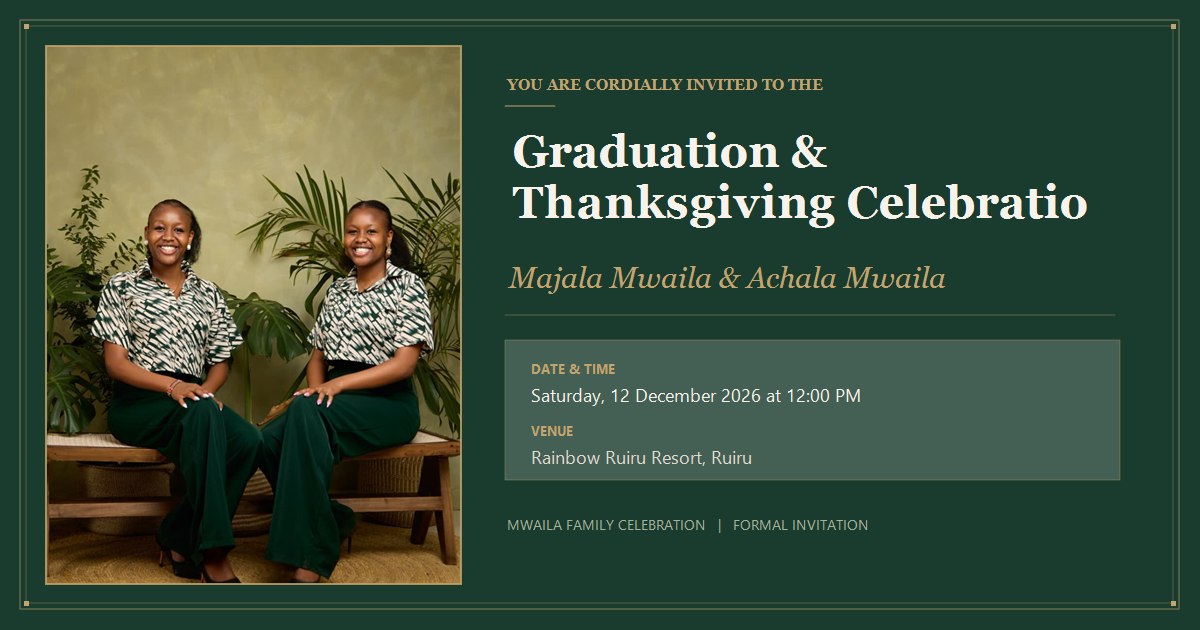 YOU ARE CORDIALLY INVITED TO THE
Graduation &
Thanksgiving Celebratio
Majala Mwaila & Achala Mwaila
DATE & TIME
Saturday, 12 December 2026 at 12:00 PM
VENUE
Rainbow Ruiru Resort, Ruiru
MWAILA FAMILY CELEBRATION | FORMAL INVITATION